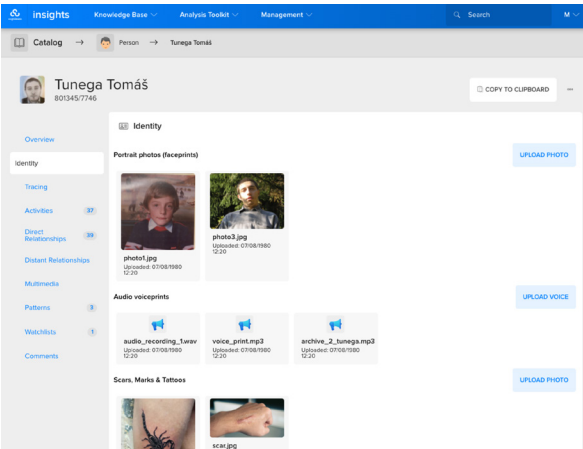 insights
Knowledge Base
Analysis Toolkit
Management
Search
M
Catalog
Person
Tunega Tomáš
Tunega Tomáš
801345/7746
COPY TO CLIPBOARD
Identity
Overview
Identity
Tracing
Activities 37
Direct
Relationships 39
Distant Relationships
Multimedia
Patterns
Watchlists 1
Comments
Portrait photos (faceprints)
UPLOAD PHOTO
photo1.jpg
Uploaded: 07/08/1980
12:20
photo3.jpg
Uploaded: 07/08/1980
12:20
Audio voiceprints
UPLOAD VOICE
audio_recording_1.wav
Uploaded: 07/08/1980
12:20
voice_print.mp3
Uploaded: 07/08/1980
12:20
archive_2_tunega.mp3
Uploaded: 07/08/1980
12:20
Scars, Marks & Tattoos
UPLOAD PHOTO
scar.jpg